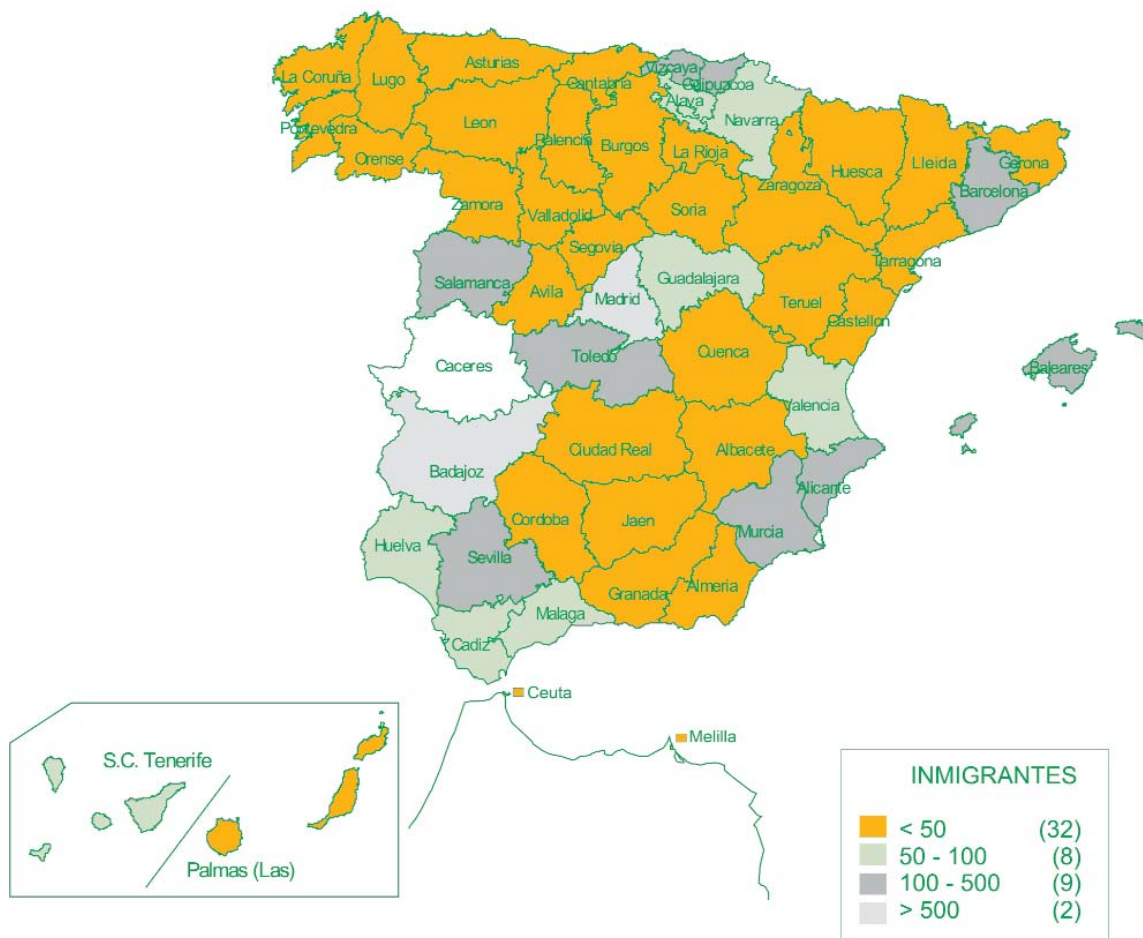 Asturias
La Coruña
Lugo
Cantabria
Vizcaya
Guipuzcoa
Alava
Navarra
Leon
Palencia
Burgos
La Rioja
Pontevedra
Orense
Huesca
Lleida
Gerona
Barcelona
Zaragoza
Zamora
Valladolid
Soria
Segovia
Tarragona
Salamanca
Avila
Madrid
Guadalajara
Teruel
Castellon
Caceres
Toledo
Cuenca
Baleares
Valencia
Badajoz
Ciudad Real
Albacete
Alicante
Murcia
Huelva
Sevilla
Cordoba
Jaen
Granada
Almeria
Malaga
Cadiz
Ceuta
Melilla
S.C. Tenerife
Palmas (Las)
INMIGRANTES
< 50 (32)
50 - 100 (8)
100 - 500 (9)
> 500 (2)